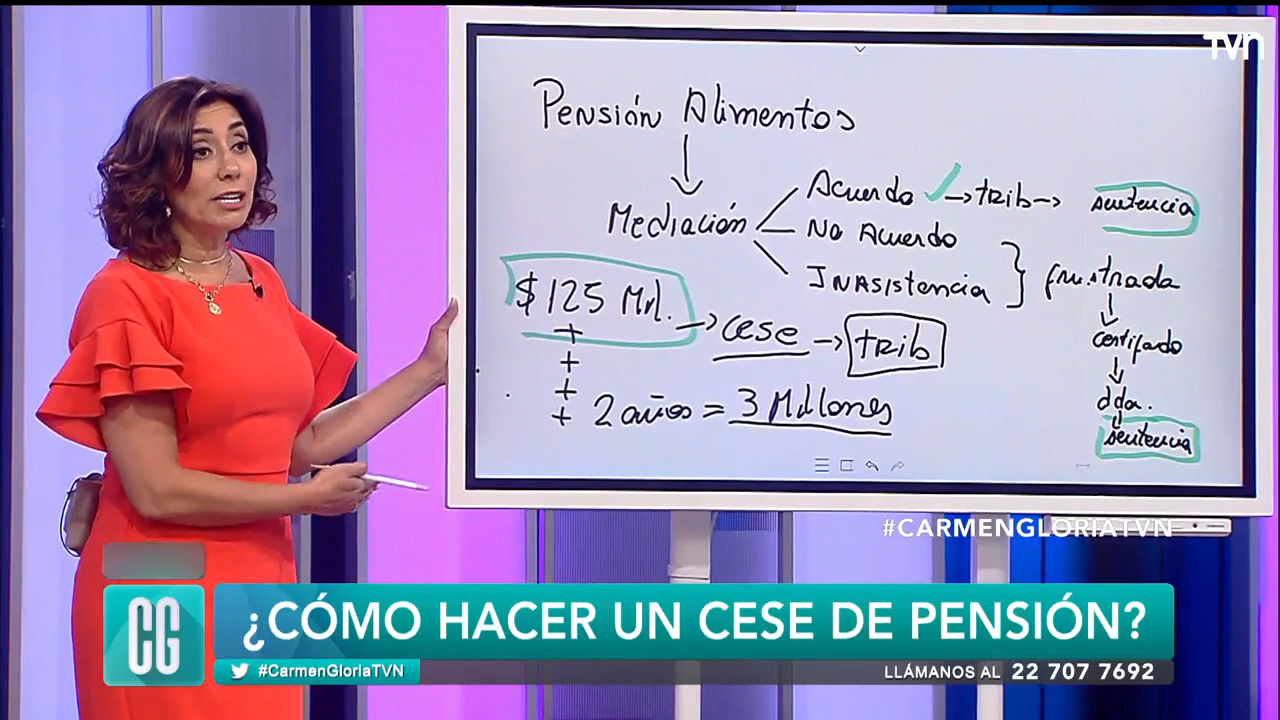 TVN
Pensión Alimentos
Mediación
Acuerdo → trib → sentencia
No Acuerdo
INASistencia } frustrada
certificado
dda.
sentencia
$125 Mil. → cese → trib
+
+
+
+ 2 años = 3 Millones
#CARMENGLORIATVN
CG
¿CÓMO HACER UN CESE DE PENSIÓN?
#CarmenGloriaTVN
LLÁMANOS AL 22 707 7692